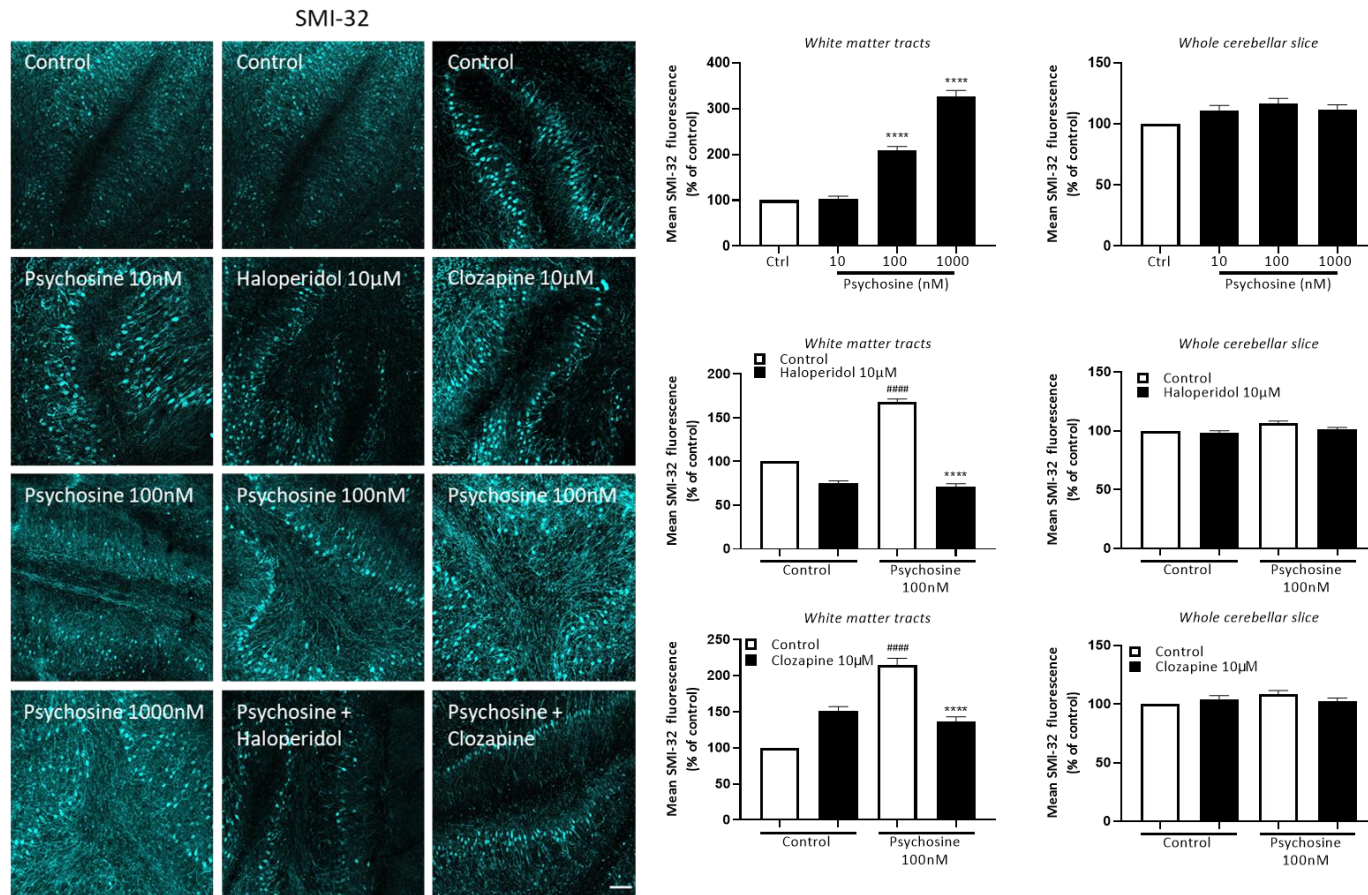 SMI-32
Control
Control
Control
Psychosine 10nM
Haloperidol 10µM
Clozapine 10µM
Psychosine 100nM
Psychosine 100nM
Psychosine 100nM
Psychosine 1000nM
Psychosine +
Haloperidol
Psychosine +
Clozapine
White matter tracts
Mean SMI-32 fluorescence
(% of control)
400
300
200
100
0
****
****
Ctrl 10 100 1000
Psychosine (nM)
Whole cerebellar slice
Mean SMI-32 fluorescence
(% of control)
150
100
50
0
Ctrl 10 100 1000
Psychosine (nM)
White matter tracts
Control
Haloperidol 10µM
Mean SMI-32 fluorescence
(% of control)
200
150
100
50
0
####
****
Control Psychosine
100nM
Whole cerebellar slice
Control
Haloperidol 10µM
Mean SMI-32 fluorescence
(% of control)
150
100
50
0
Control Psychosine
100nM
White matter tracts
Control
Clozapine 10µM
Mean SMI-32 fluorescence
(% of control)
250
200
150
100
50
0
####
****
Control Psychosine
100nM
Whole cerebellar slice
Control
Clozapine 10µM
Mean SMI-32 fluorescence
(% of control)
150
100
50
0
Control Psychosine
100nM